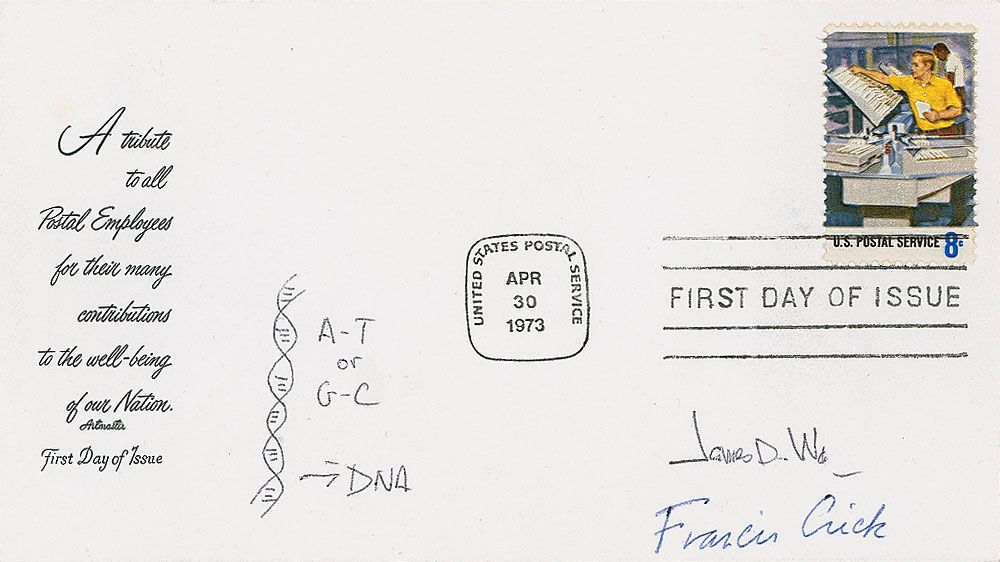 A tribute
to all
Postal Employees
for their many
contributions
to the well-being
of our Nation.
Artmaster
First Day of Issue
A-T
or
G-C
→ DNA
UNITED STATES POSTAL SERVICE
APR
30
1973
U.S. POSTAL SERVICE 8c
FIRST DAY OF ISSUE
James D. Wa
Francis Crick